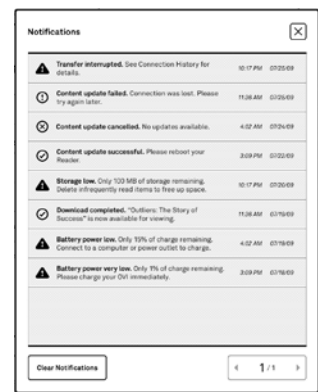 Notifications
Transfer interrupted. See Connection History for
details.
10:17 PM 07/25/09
Content update failed. Connection was lost. Please
try again later.
11:36 AM 07/25/09
Content update cancelled. No updates available.
4:52 AM 07/24/09
Content update successful. Please reboot your
Reader.
3:09 PM 07/22/09
Storage low. Only 100 MB of storage remaining.
Delete infrequently read items to free up space.
10:17 PM 07/20/09
Download completed. "Outliers: The Story of
Success" is now available for viewing.
11:36 AM 07/19/09
Battery power low. Only 15% of charge remaining.
Connect to a computer or power outlet to charge.
4:52 AM 07/19/09
Battery power very low. Only 1% of charge remaining.
Please charge your OVI immediately.
3:09 PM 07/18/09
Clear Notifications
1 / 1